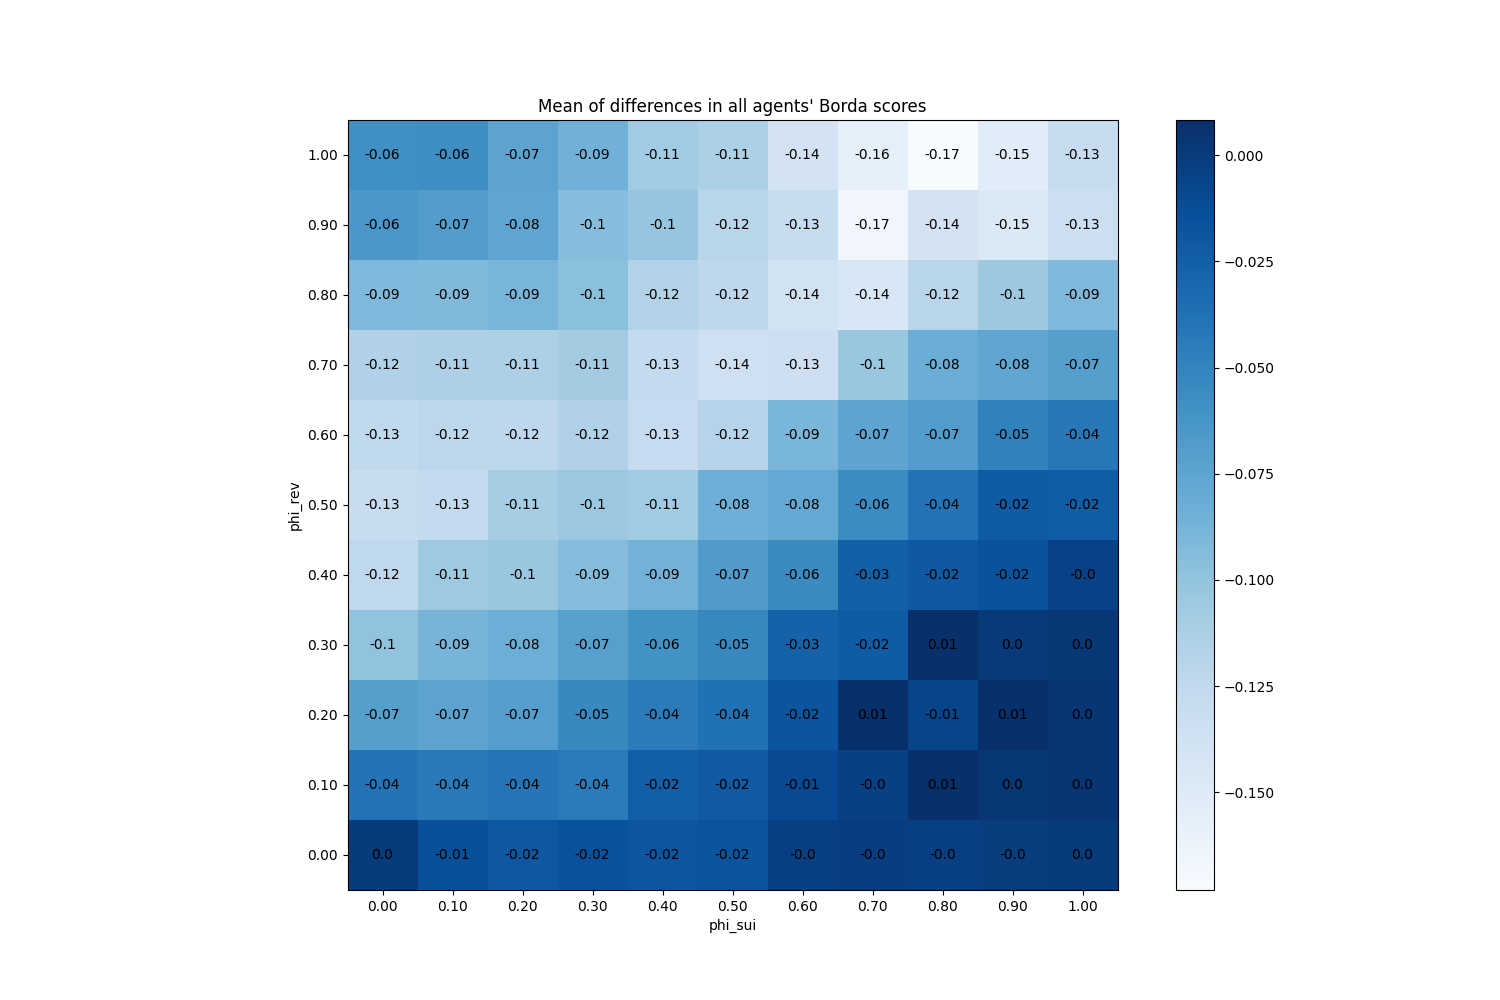 Mean of differences in all agents' Borda scores
1.00 -0.06 -0.06 -0.07 -0.09 -0.11 -0.11 -0.14 -0.16 -0.17 -0.15 -0.13
0.90 -0.06 -0.07 -0.08 -0.1 -0.1 -0.12 -0.13 -0.17 -0.14 -0.15 -0.13
0.80 -0.09 -0.09 -0.09 -0.1 -0.12 -0.12 -0.14 -0.14 -0.12 -0.1 -0.09
0.70 -0.12 -0.11 -0.11 -0.11 -0.13 -0.14 -0.13 -0.1 -0.08 -0.08 -0.07
0.60 -0.13 -0.12 -0.12 -0.12 -0.13 -0.12 -0.09 -0.07 -0.07 -0.05 -0.04
0.50 -0.13 -0.13 -0.11 -0.1 -0.11 -0.08 -0.08 -0.06 -0.04 -0.02 -0.02
0.40 -0.12 -0.11 -0.1 -0.09 -0.09 -0.07 -0.06 -0.03 -0.02 -0.02 -0.0
0.30 -0.1 -0.09 -0.08 -0.07 -0.06 -0.05 -0.03 -0.02 0.01 0.0 0.0
0.20 -0.07 -0.07 -0.07 -0.05 -0.04 -0.04 -0.02 0.01 -0.01 0.01 0.0
0.10 -0.04 -0.04 -0.04 -0.04 -0.02 -0.02 -0.01 -0.0 0.01 0.0 0.0
0.00 0.0 -0.01 -0.02 -0.02 -0.02 -0.02 -0.0 -0.0 -0.0 -0.0 0.0
0.00 0.10 0.20 0.30 0.40 0.50 0.60 0.70 0.80 0.90 1.00
phi_sui
phi_rev
0.000
−0.025
−0.050
−0.075
−0.100
−0.125
−0.150